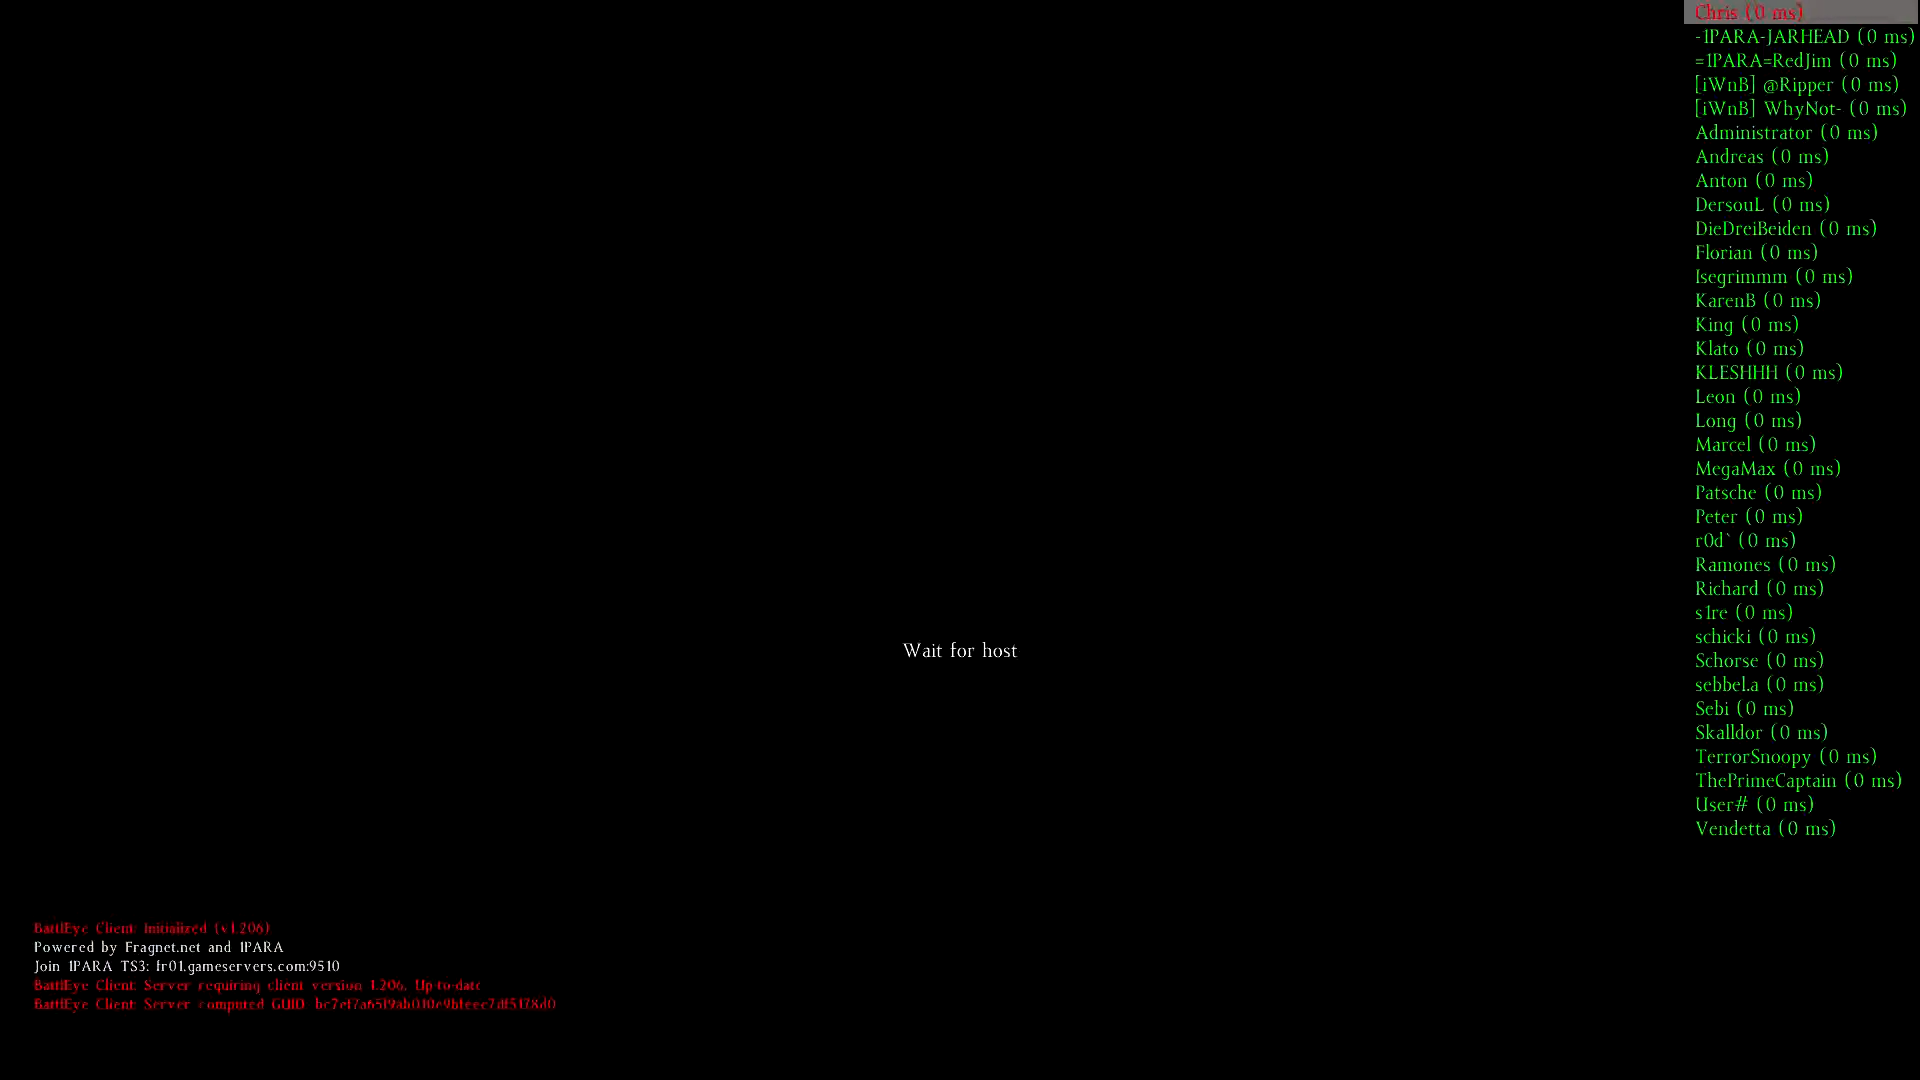 Chris (0 ms)
-1PARA-JARHEAD (0 ms)
=1PARA=RedJim (0 ms)
[iWnB] @Ripper (0 ms)
[iWnB] WhyNot- (0 ms)
Administrator (0 ms)
Andreas (0 ms)
Anton (0 ms)
DersouL (0 ms)
DieDreiBeiden (0 ms)
Florian (0 ms)
Isegrimmm (0 ms)
KarenB (0 ms)
King (0 ms)
Klato (0 ms)
KLESHHH (0 ms)
Leon (0 ms)
Long (0 ms)
Marcel (0 ms)
MegaMax (0 ms)
Patsche (0 ms)
Peter (0 ms)
r0d` (0 ms)
Ramones (0 ms)
Richard (0 ms)
s1re (0 ms)
schicki (0 ms)
Schorse (0 ms)
sebbel.a (0 ms)
Sebi (0 ms)
Skalldor (0 ms)
TerrorSnoopy (0 ms)
ThePrimeCaptain (0 ms)
User# (0 ms)
Vendetta (0 ms)
Wait for host
BattlEye Client: Initialized (v1.206)
Powered by Fragnet.net and 1PARA
Join 1PARA TS3: fr01.gameservers.com:9510
BattlEye Client: Server requiring client version 1.206. Up-to-date
BattlEye Client: Server computed GUID